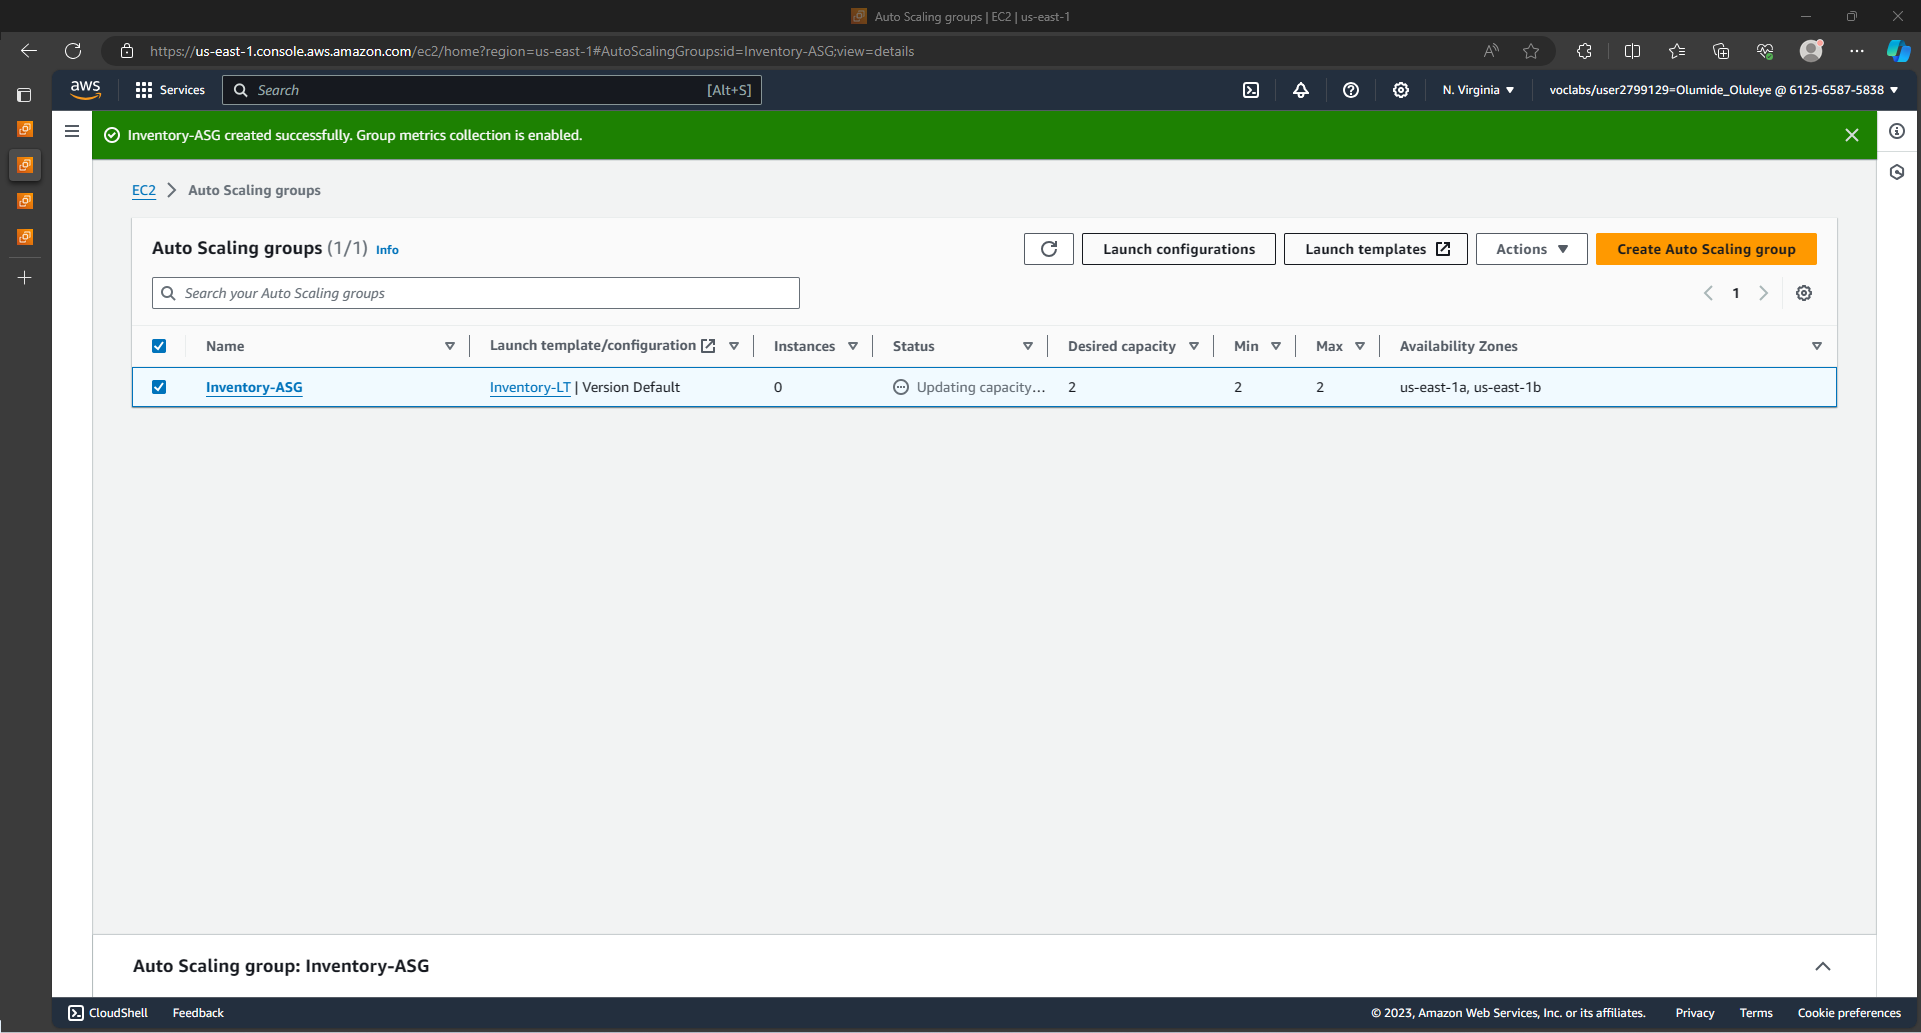 Auto Scaling groups | EC2 | us-east-1
https://us-east-1.console.aws.amazon.com/ec2/home?region=us-east-1#AutoScalingGroups:id=Inventory-ASG;view=details
aws Services Search [Alt+S] N. Virginia voclabs/user2799129=Olumide_Oluleye @ 6125-6587-5838
Inventory-ASG created successfully. Group metrics collection is enabled.
EC2 Auto Scaling groups
Auto Scaling groups (1/1) Info Launch configurations Launch templates Actions Create Auto Scaling group
Search your Auto Scaling groups 1
Name Launch template/configuration Instances Status Desired capacity Min Max Availability Zones
Inventory-ASG Inventory-LT | Version Default 0 Updating capacity... 2 2 2 us-east-1a, us-east-1b
Auto Scaling group: Inventory-ASG
CloudShell Feedback © 2023, Amazon Web Services, Inc. or its affiliates. Privacy Terms Cookie preferences